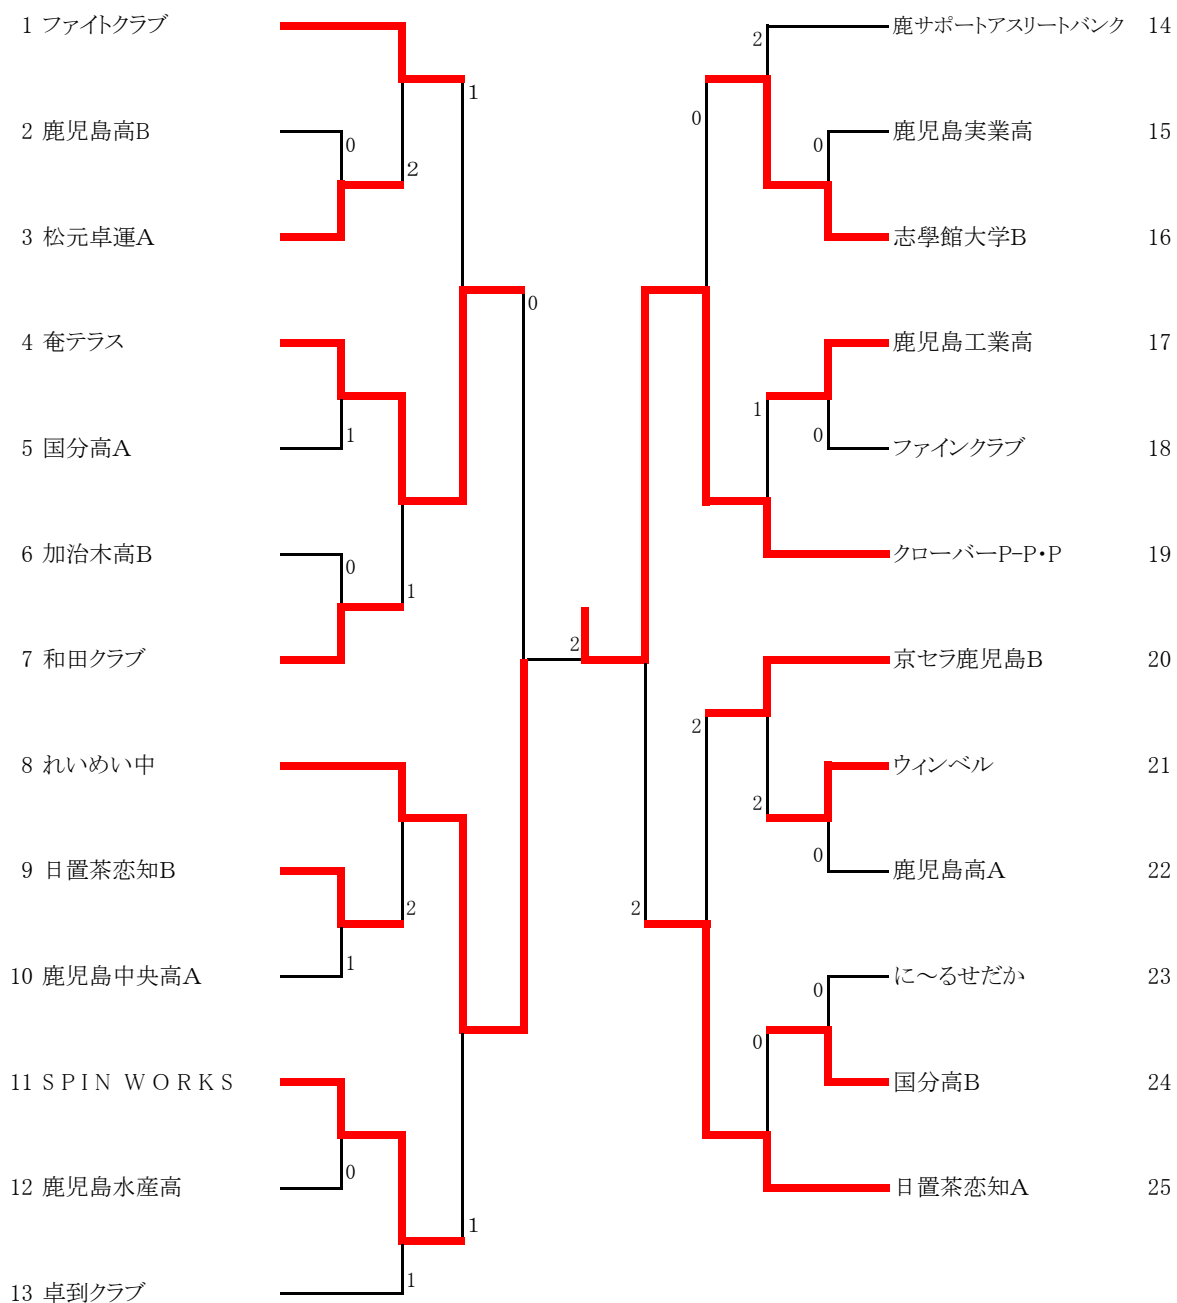 1 ファイトクラブ
2 鹿児島高B
3 松元卓運A
4 奄テラス
5 国分高A
6 加治木高B
7 和田クラブ
8 れいめい中
9 日置茶恋知B
10 鹿児島中央高A
11 SPIN WORKS
12 鹿児島水産高
13 卓到クラブ
1
0
2
0
1
0
1
2
1
0
1
1
2
鹿サポートアスリートバンク 14
鹿児島実業高 15
志學館大学B 16
鹿児島工業高 17
ファインクラブ 18
クローバーP-P・P 19
京セラ鹿児島B 20
ウィンベル 21
鹿児島高A 22
に～るせだか 23
国分高B 24
日置茶恋知A 25
2
0
0
1
0
2
2
0
2
0
0